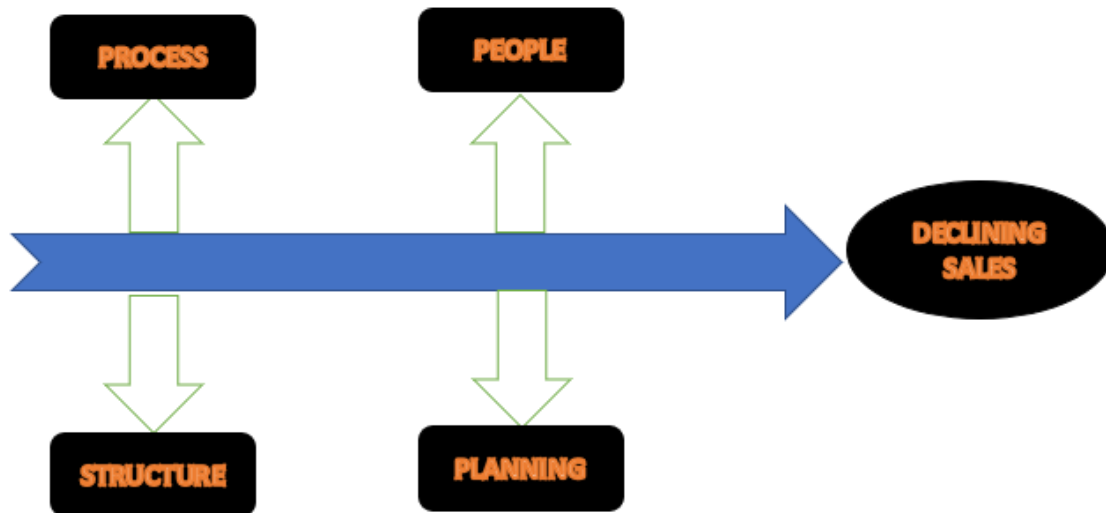 PROCESS
PEOPLE
DECLINING
SALES
STRUCTURE
PLANNING